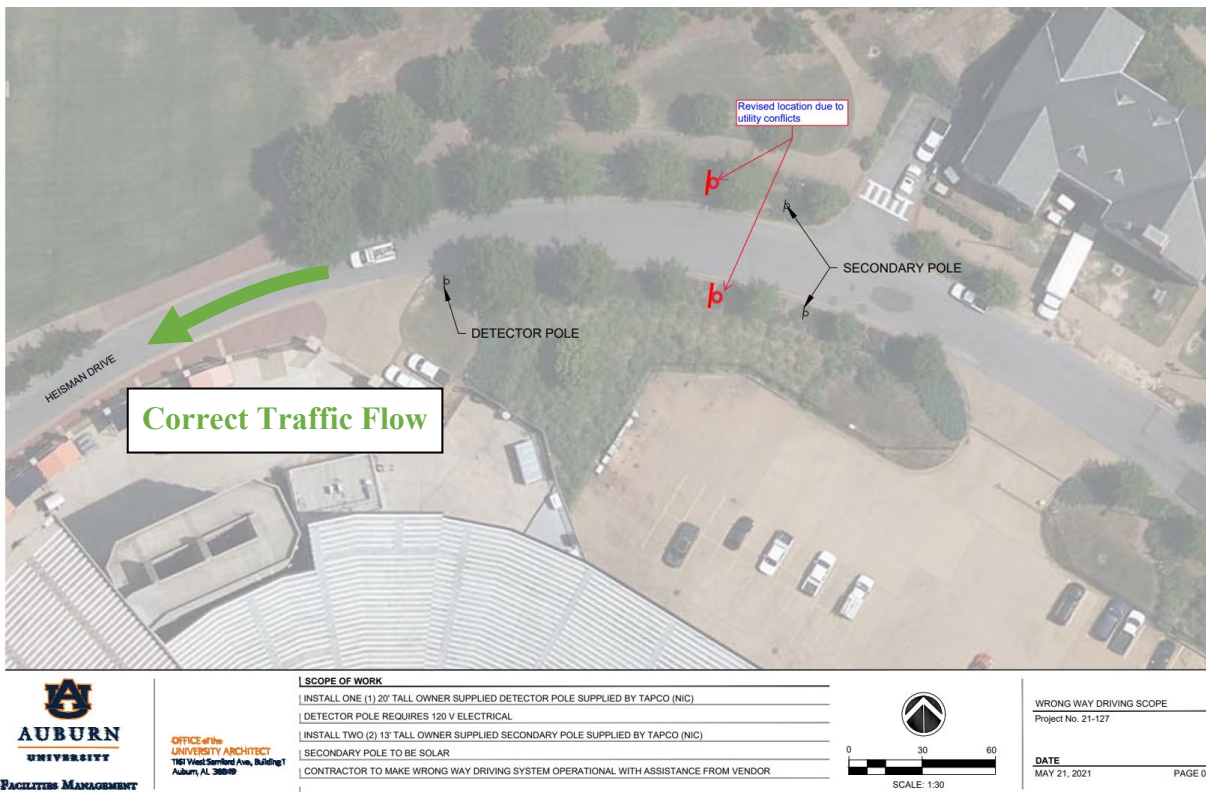 Revised location due to
utility conflicts
SECONDARY POLE
DETECTOR POLE
HEISMAN DRIVE
Correct Traffic Flow
AUBURN
UNIVERSITY
FACILITIES MANAGEMENT
OFFICE of the
UNIVERSITY ARCHITECT
1161 West Samford Ave., Building 7
Auburn, AL 36849
SCOPE OF WORK
INSTALL ONE (1) 20' TALL OWNER SUPPLIED DETECTOR POLE SUPPLIED BY TAPCO (NIC)
DETECTOR POLE REQUIRES 120 V ELECTRICAL
INSTALL TWO (2) 13' TALL OWNER SUPPLIED SECONDARY POLE SUPPLIED BY TAPCO (NIC)
SECONDARY POLE TO BE SOLAR
CONTRACTOR TO MAKE WRONG WAY DRIVING SYSTEM OPERATIONAL WITH ASSISTANCE FROM VENDOR
0 30 60
SCALE: 1:30
WRONG WAY DRIVING SCOPE
Project No. 21-127
DATE
MAY 21, 2021 PAGE 0